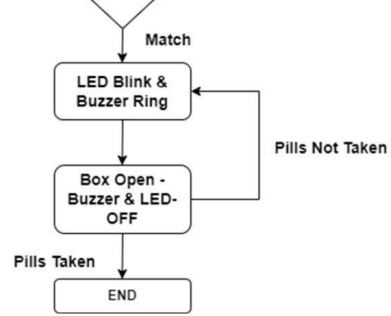 Match
LED Blink &
Buzzer Ring
Pills Not Taken
Box Open -
Buzzer & LED-
OFF
Pills Taken
END